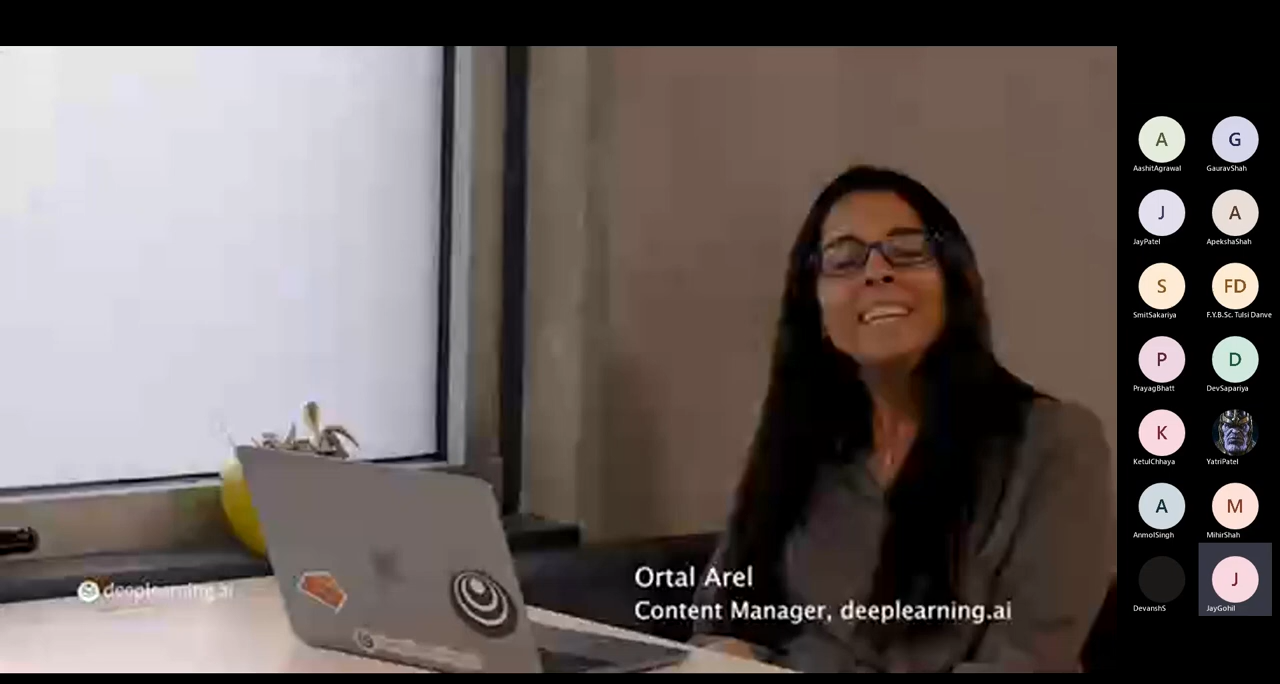 deeplearning.ai
Ortal Arel
Content Manager, deeplearning.ai
A
AashitAgrawal
G
GauravShah
J
JayPatel
A
ApekshaShah
S
SmitSakariya
FD
F.Y.B.Sc. Tulsi Danve
P
PrayagBhatt
D
DevSapariya
K
KetulChhaya
YatriPatel
A
AnmolSingh
M
MihirShah
DevanshS
J
JayGohil